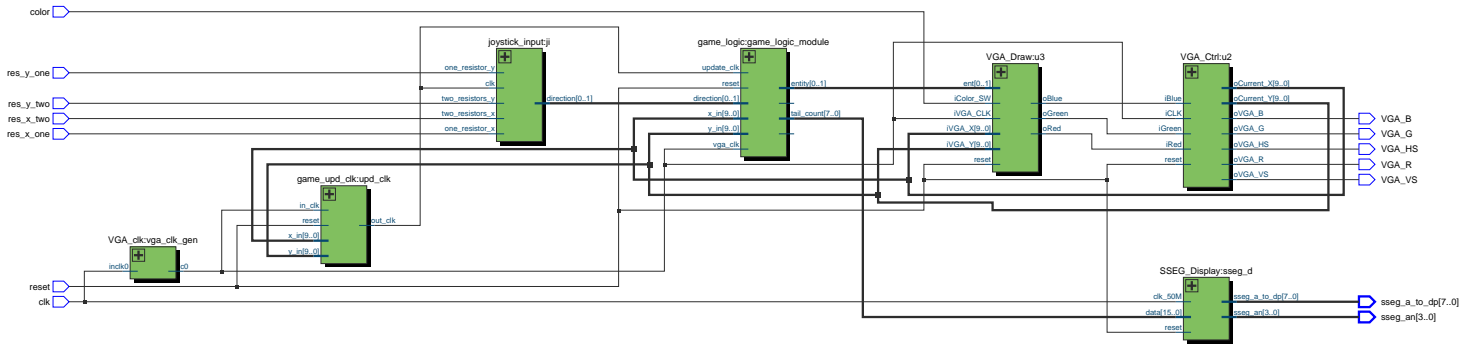 color
res_y_one
res_y_two
res_x_two
res_x_one
joystick_input:ji
one_resistor_y
clk
two_resistors_y
two_resistors_x
one_resistor_x
direction[0..1]
game_logic:game_logic_module
update_clk
reset
direction[0..1]
x_in[9..0]
y_in[9..0]
vga_clk
entity[0..1]
tail_count[7..0]
VGA_Draw:u3
ent[0..1]
iColor_SW
iVGA_CLK
iVGA_X[9..0]
iVGA_Y[9..0]
reset
oBlue
oGreen
oRed
VGA_Ctrl:u2
iBlue
iCLK
iGreen
iRed
reset
oCurrent_X[9..0]
oCurrent_Y[9..0]
oVGA_B
oVGA_G
oVGA_HS
oVGA_R
oVGA_VS
VGA_B
VGA_G
VGA_HS
VGA_R
VGA_VS
game_upd_clk:upd_clk
in_clk
reset
x_in[9..0]
y_in[9..0]
out_clk
VGA_clk:vga_clk_gen
inclk0
c0
reset
clk
SSEG_Display:sseg_d
clk_50M
data[15..0]
reset
sseg_a_to_dp[7..0]
sseg_an[3..0]
sseg_a_to_dp[7..0]
sseg_an[3..0]